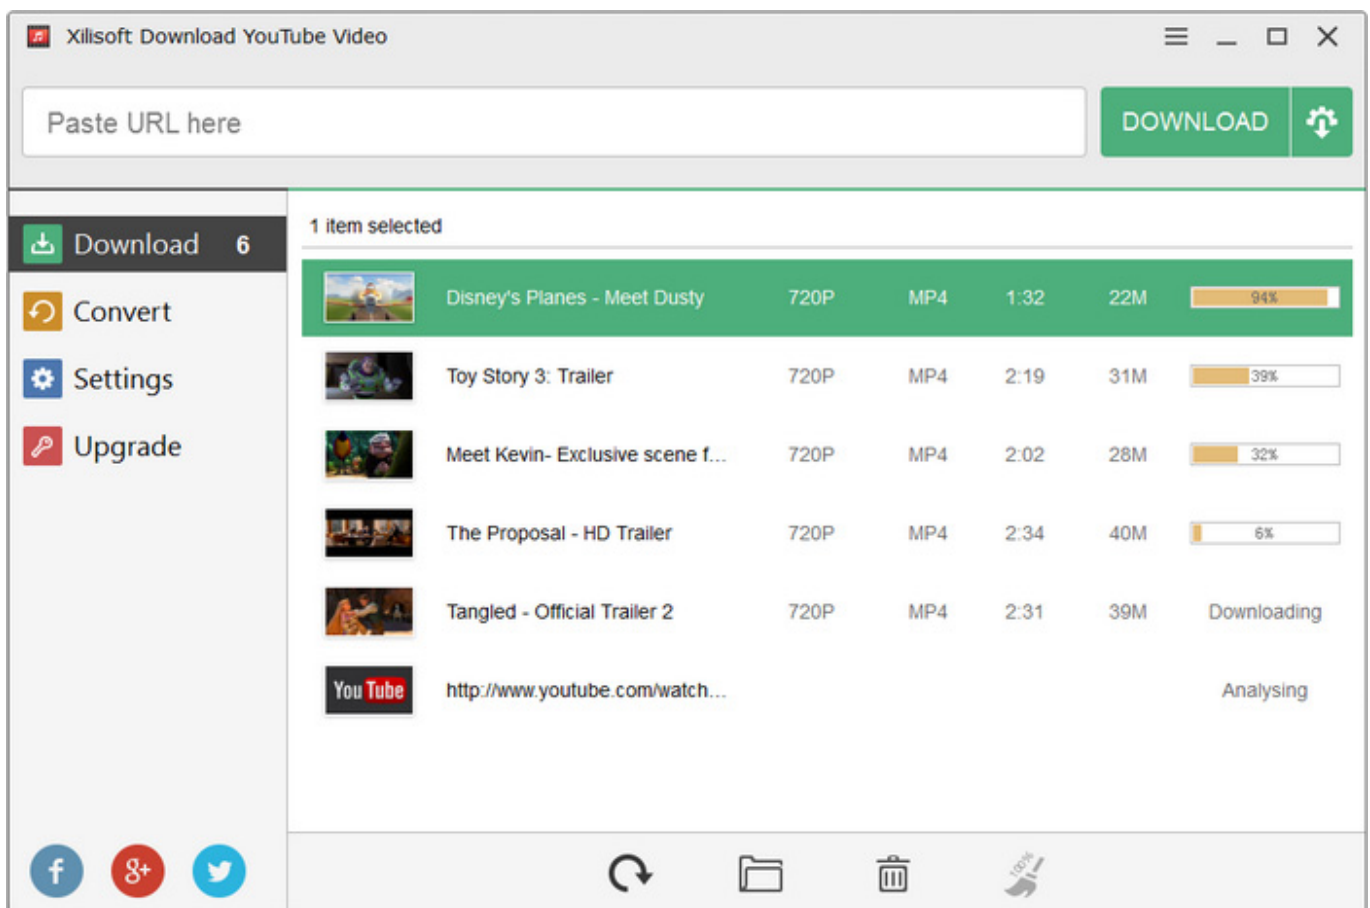 Xilisoft Download YouTube Video
Paste URL here
DOWNLOAD
Download 6
Convert
Settings
Upgrade
1 item selected
Disney's Planes - Meet Dusty 720P MP4 1:32 22M 94%
Toy Story 3: Trailer 720P MP4 2:19 31M 39%
Meet Kevin- Exclusive scene f... 720P MP4 2:02 28M 32%
The Proposal - HD Trailer 720P MP4 2:34 40M 6%
Tangled - Official Trailer 2 720P MP4 2:31 39M Downloading
You Tube http://www.youtube.com/watch... Analysing
f 8+ 100%